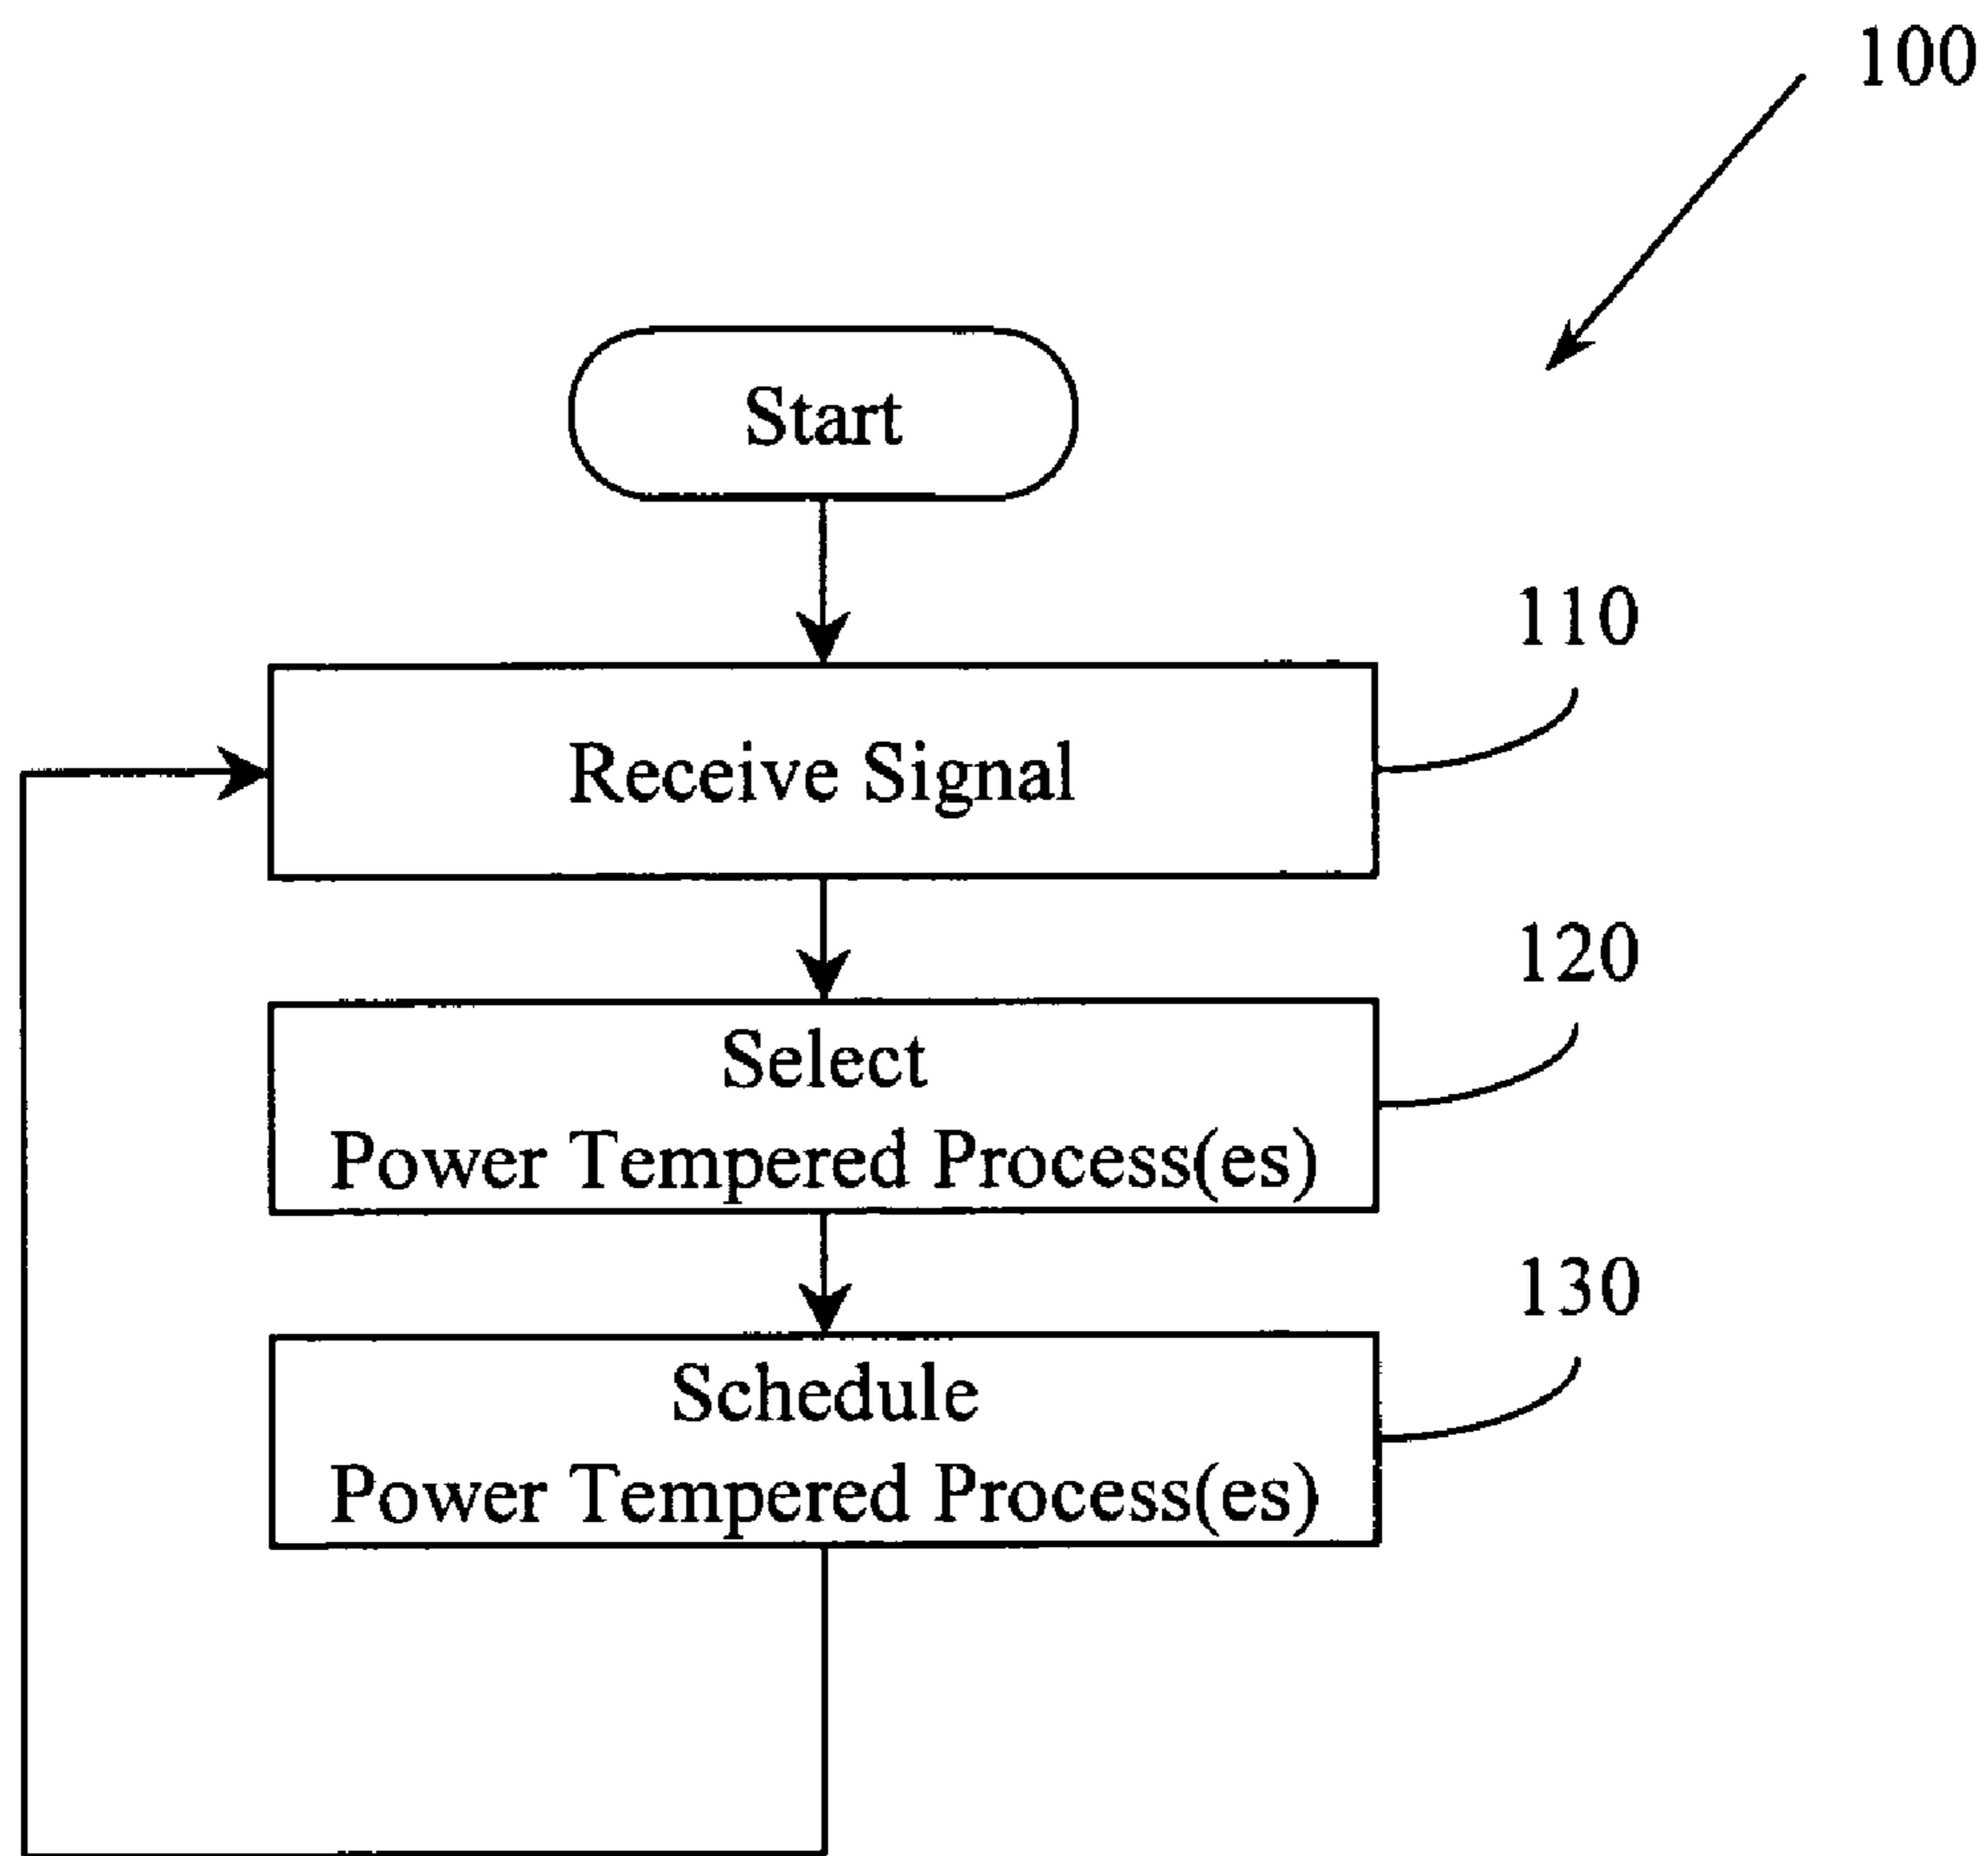 100
Start
110
Receive Signal
120
Select
Power Tempered Process(es)
130
Schedule
Power Tempered Process(es)